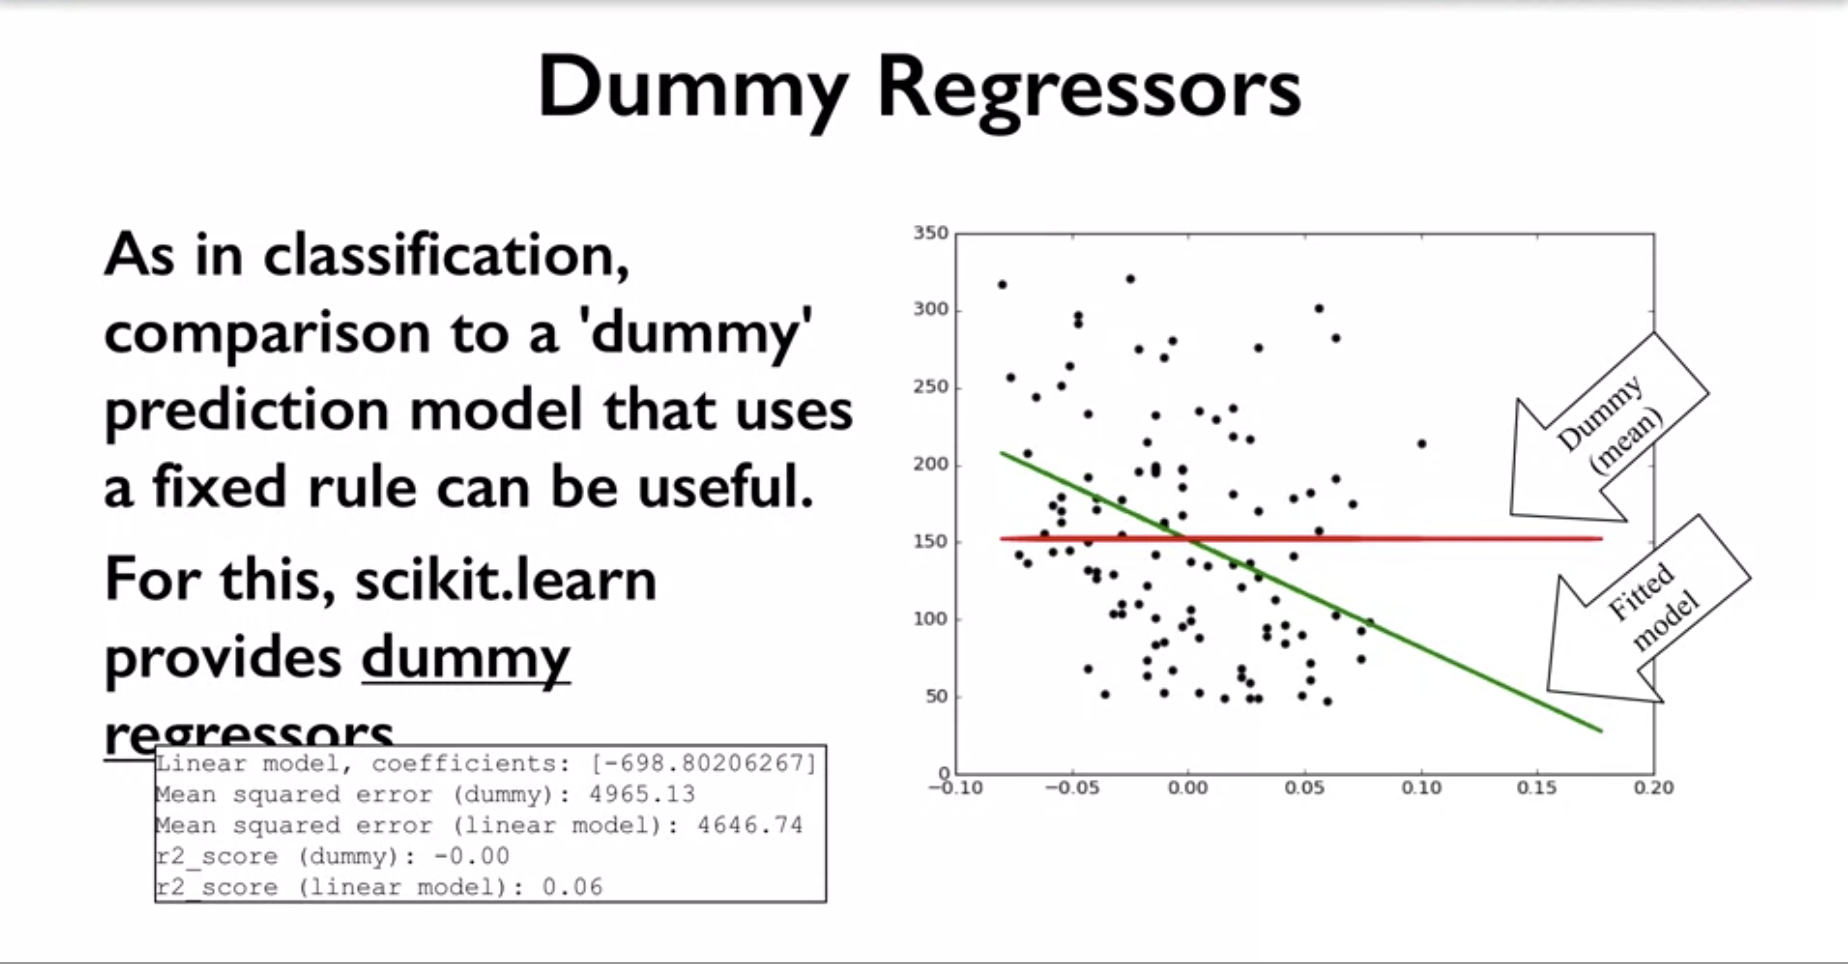 Dummy Regressors
As in classification,
comparison to a 'dummy'
prediction model that uses
a fixed rule can be useful.
For this, scikit.learn
provides dummy
regressors
Linear model, coefficients: [-698.80206267]
Mean squared error (dummy): 4965.13
Mean squared error (linear model): 4646.74
r2_score (dummy): -0.00
r2_score (linear model): 0.06
350
300
250
200
150
100
50
0
−0.10 −0.05 0.00 0.05 0.10 0.15 0.20
Dummy
(mean)
Fitted
model